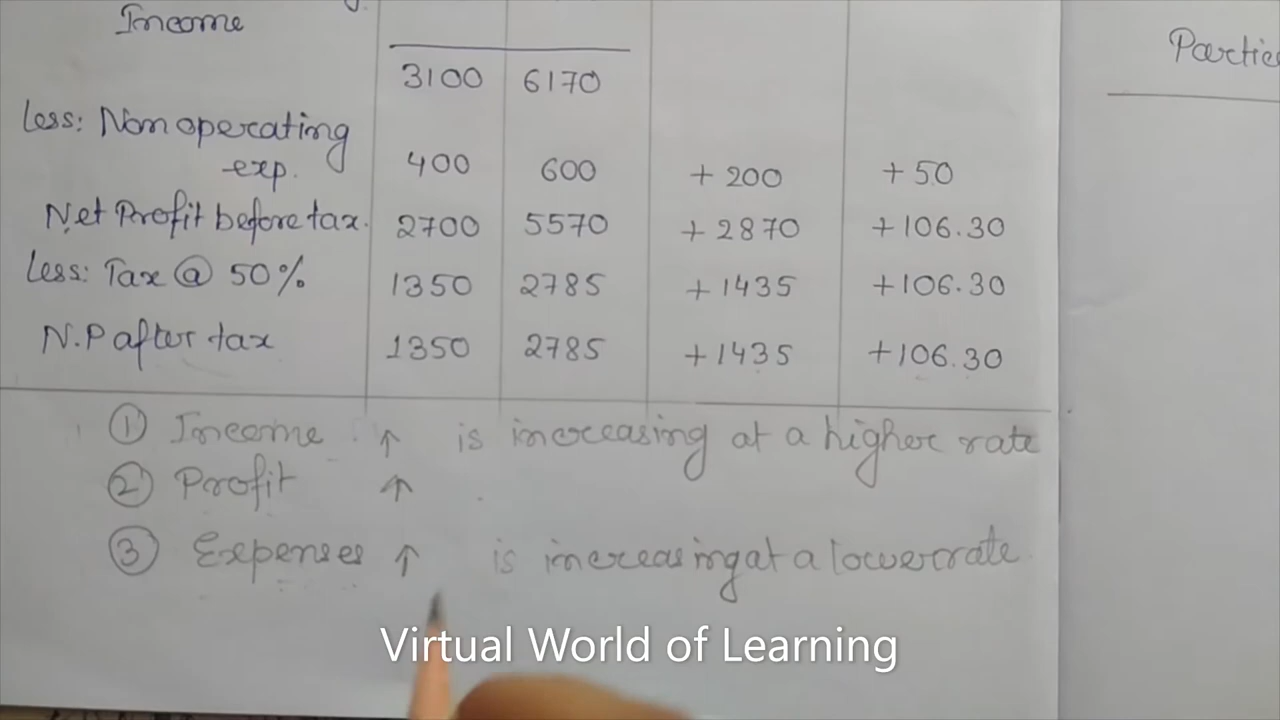 Income
3100 6170
Less: Non operating
exp. 400 600 +200 +50
Net Profit before tax. 2700 5570 +2870 +106.30
Less: Tax @ 50% 1350 2785 +1435 +106.30
N.P after tax 1350 2785 +1435 +106.30
① Income ↑ is increasing at a higher rate
② Profit ↑
③ Expenses ↑ is increasing at a lower rate
Virtual World of Learning
Partic